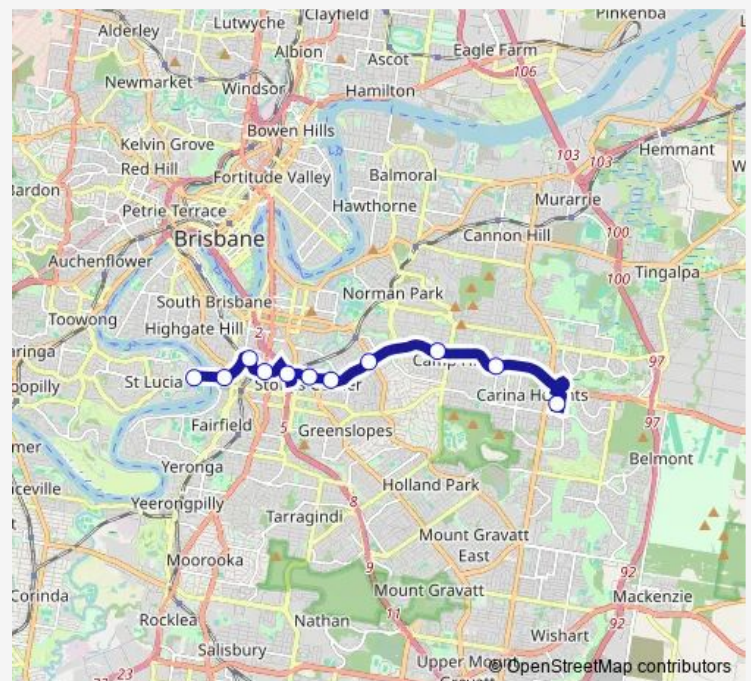 Pinkenba
Clayfield
Lutwyche
Alderley
Albion
Ascot
Eagle Farm
106
Newmarket
Windsor
Hamilton
Bowen Hills
103
103
Hemmant
Kelvin Grove
Red Hill
Fortitude Valley
Balmoral
Bardon
Murarrie
Petrie Terrace
Hawthorne
100
Brisbane
Cannon Hill
100
Auchenflower
Tingalpa
South Brisbane
Norman Park
Toowong
Highgate Hill
2
97
St Lucia
Carina Heights
Fairfield
97
5
Greenslopes
Belmont
Yeronga
Holland Park
8
Yeerongpilly
Tarragindi
Mount Gravatt
East
Moorooka
9
92
Mount Gravatt
Mackenzie
Corinda
11
Nathan
92
Rocklea
Wishart
Salisbury
Upper Mount
Gravatt
23
23
© OpenStreetMap contributors